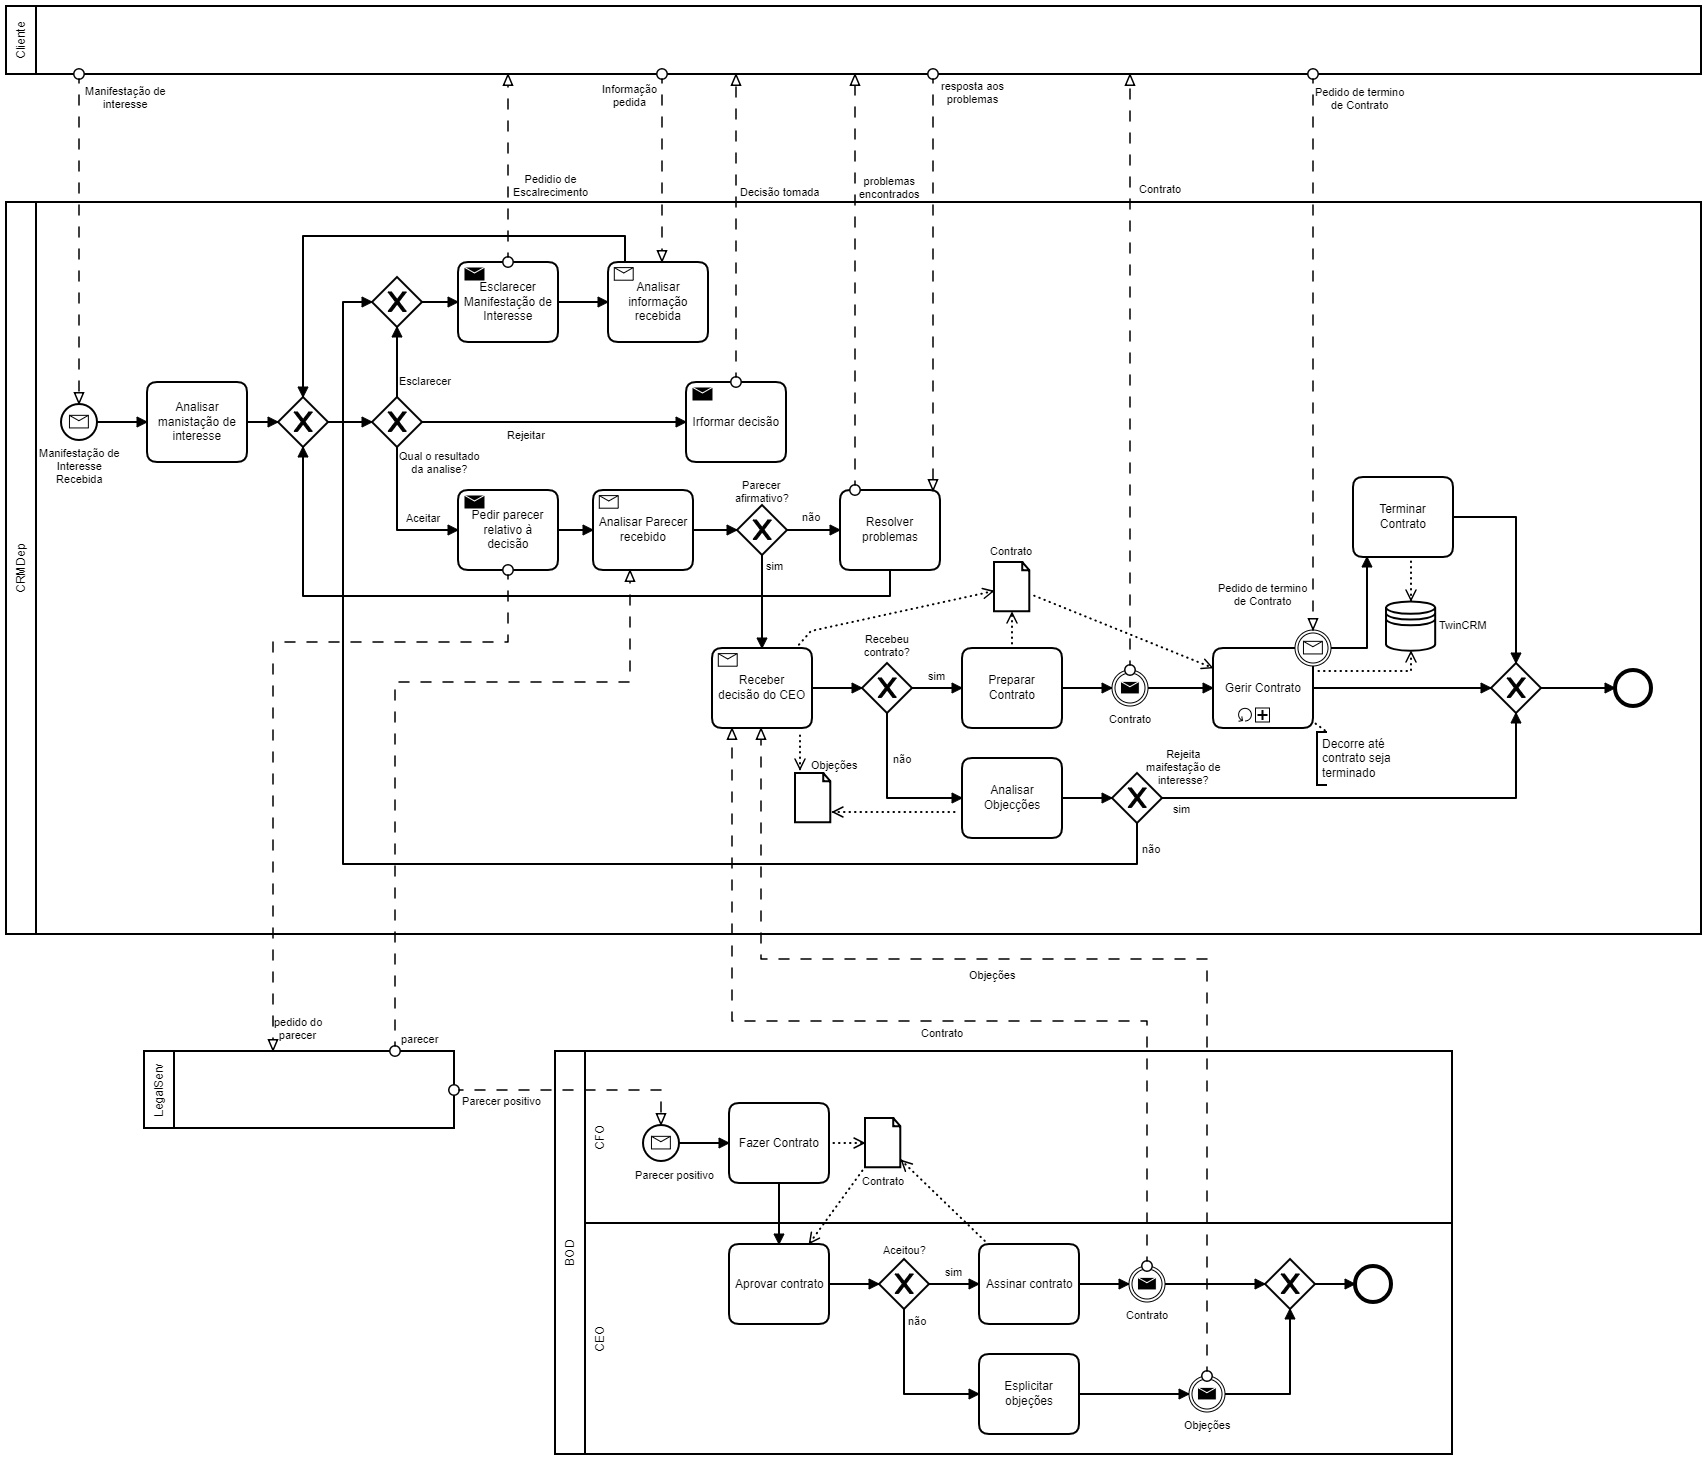 Cliente
Manifestação de
interesse
Informação
pedida
resposta aos
problemas
Pedido de termino
de Contrato
Pedidio de
Escalrecimento
Decisão tomada
problemas
encontrados
Contrato
CRMDep
Esclarecer
Manifestação de
Interesse
Analisar
informação
recebida
Esclarecer
Analisar
manistação de
interesse
Irformar decisão
Rejeitar
Manifestação de
Interesse
Recebida
Qual o resultado
da analise?
Aceitar
Pedir parecer
relativo à
decisão
Analisar Parecer
recebido
Parecer
afirmativo?
não
sim
Resolver
problemas
Terminar
Contrato
Contrato
Pedido de termino
de Contrato
TwinCRM
Receber
decisão do CEO
Recebeu
contrato?
sim
não
Preparar
Contrato
Contrato
Gerir Contrato
Decorre até
contrato seja
terminado
Objeções
Analisar
Objecções
Rejeita
maifestação de
interesse?
sim
não
Objeções
Contrato
pedido do
parecer
parecer
LegalServ
Parecer positivo
BOD
CFO
Parecer positivo
Fazer Contrato
Contrato
CEO
Aprovar contrato
Aceitou?
sim
não
Assinar contrato
Contrato
Esplicitar
objeções
Objeções